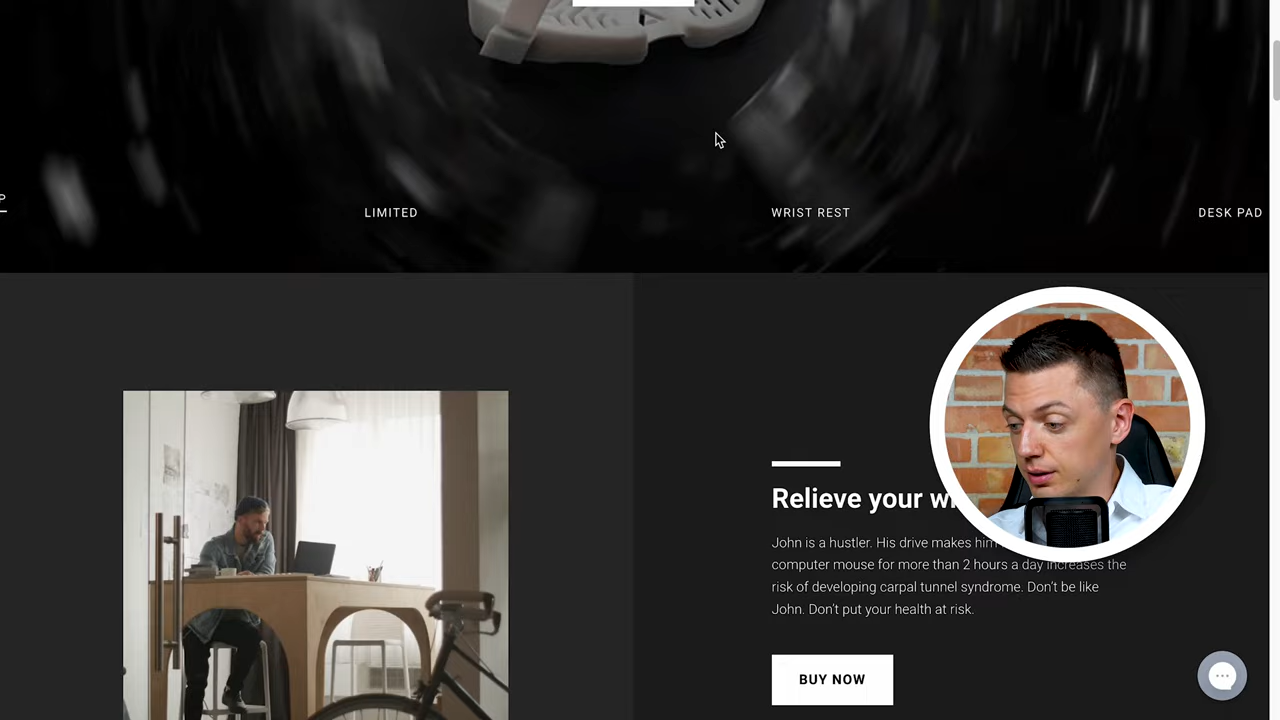 P
LIMITED
WRIST REST
DESK PAD
Relieve your
John is a hustler. His drive makes him
computer mouse for more than 2 hours a day increases the
risk of developing carpal tunnel syndrome. Don't be like
John. Don't put your health at risk.
BUY NOW